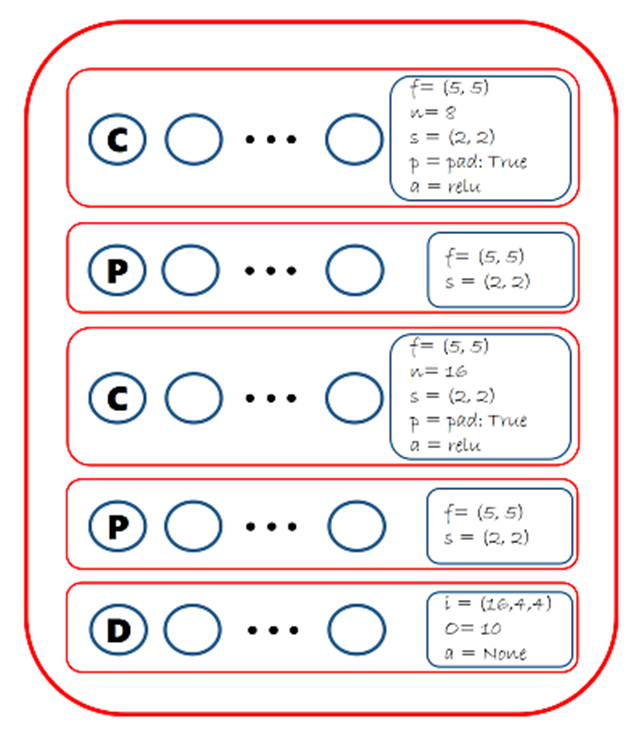 C
f= (5, 5)
n= 8
s = (2, 2)
p = pad: True
a = relu
P
f= (5, 5)
s = (2, 2)
C
f= (5, 5)
n= 16
s = (2, 2)
p = pad: True
a = relu
P
f= (5, 5)
s = (2, 2)
D
i = (16,4,4)
O= 10
a = None